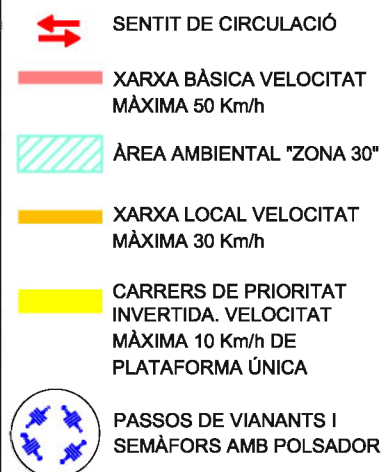 SENTIT DE CIRCULACIÓ
XARXA BÀSICA VELOCITAT
MÀXIMA 50 Km/h
ÀREA AMBIENTAL "ZONA 30"
XARXA LOCAL VELOCITAT
MÀXIMA 30 Km/h
CARRERS DE PRIORITAT
INVERTIDA. VELOCITAT
MÀXIMA 10 Km/h DE
PLATAFORMA ÚNICA
PASSOS DE VIANANTS I
SEMÀFORS AMB POLSADOR